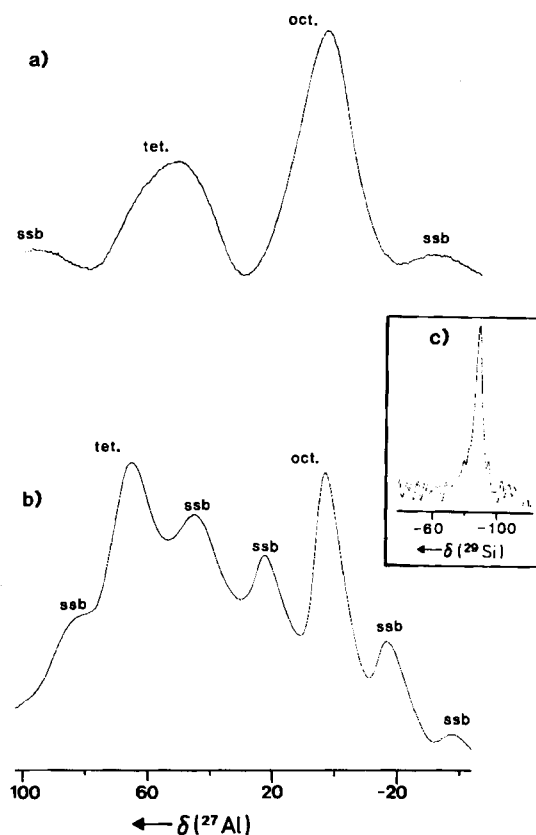 a)
oct.
tet.
ssb
ssb
c)
-60 -100
←δ(²⁹Si)
b)
tet.
oct.
ssb
ssb
ssb
ssb
ssb
100 60 20 -20
←δ(²⁷Al)